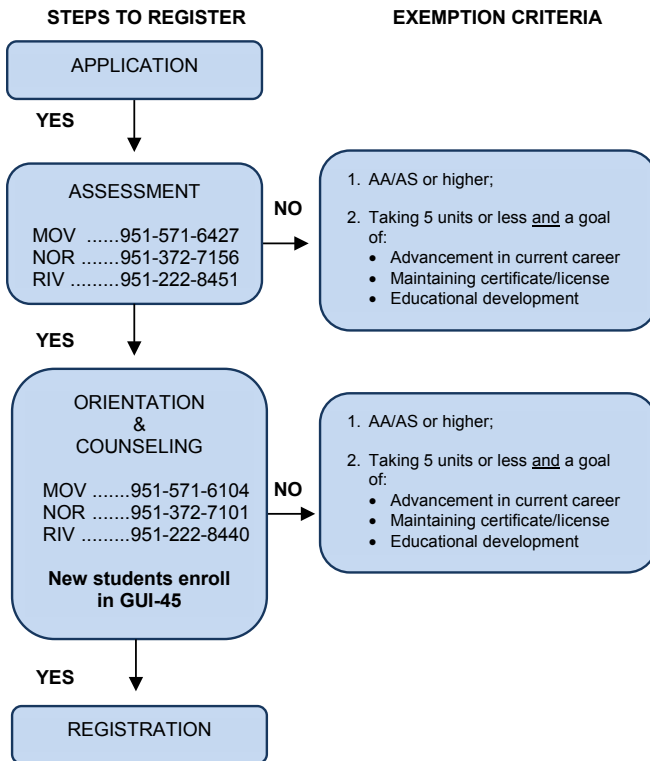 STEPS TO REGISTER
EXEMPTION CRITERIA
APPLICATION
YES
ASSESSMENT
MOV ......951-571-6427
NOR ......951-372-7156
RIV .........951-222-8451
NO
1. AA/AS or higher;
2. Taking 5 units or less and a goal
of:
• Advancement in current career
• Maintaining certificate/license
• Educational development
YES
ORIENTATION
&
COUNSELING
MOV .......951-571-6104
NOR .......951-372-7101
RIV .........951-222-8440
New students enroll
in GUI-45
NO
1. AA/AS or higher;
2. Taking 5 units or less and a goal
of:
• Advancement in current career
• Maintaining certificate/license
• Educational development
YES
REGISTRATION